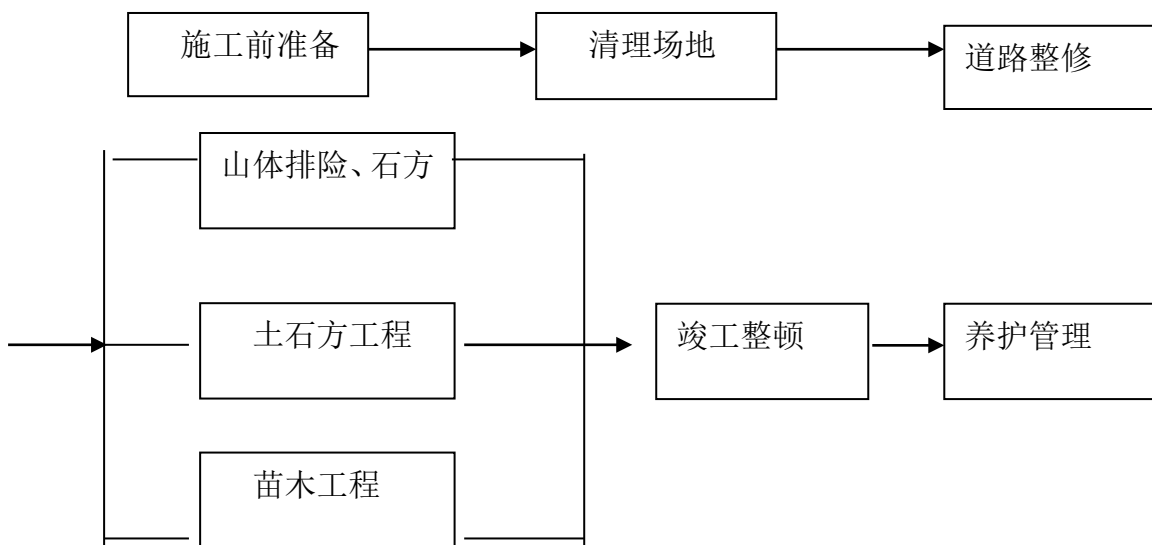 施工前准备
清理场地
道路整修
山体排险、石方
土石方工程
竣工整顿
养护管理
苗木工程